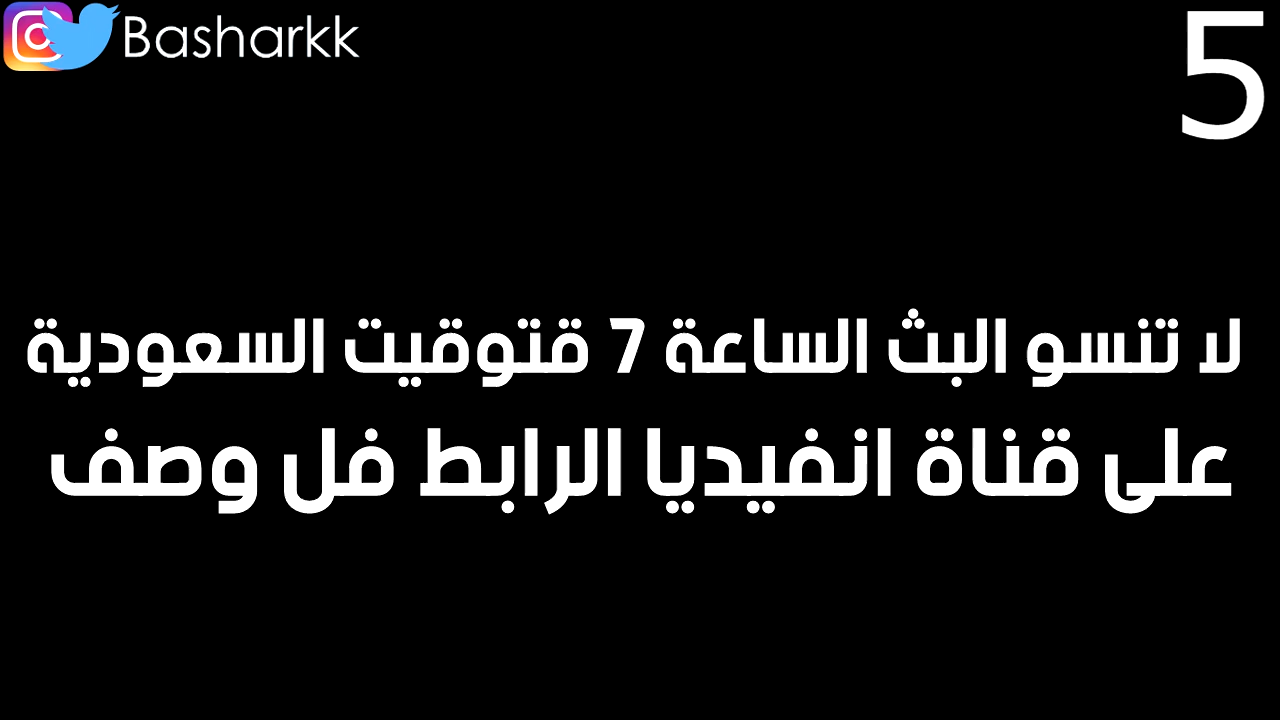 Basharkk
5
لا تنسو البث الساعة 7 قتوقيت السعودية
على قناة انفيديا الرابط فل وصف